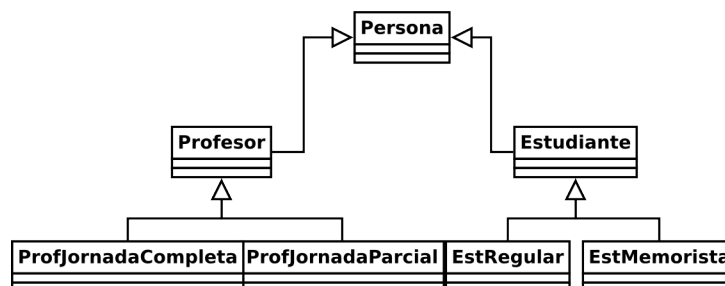 Persona
Profesor
Estudiante
ProfJornadaCompleta
ProfJornadaParcial
EstRegular
EstMemorista